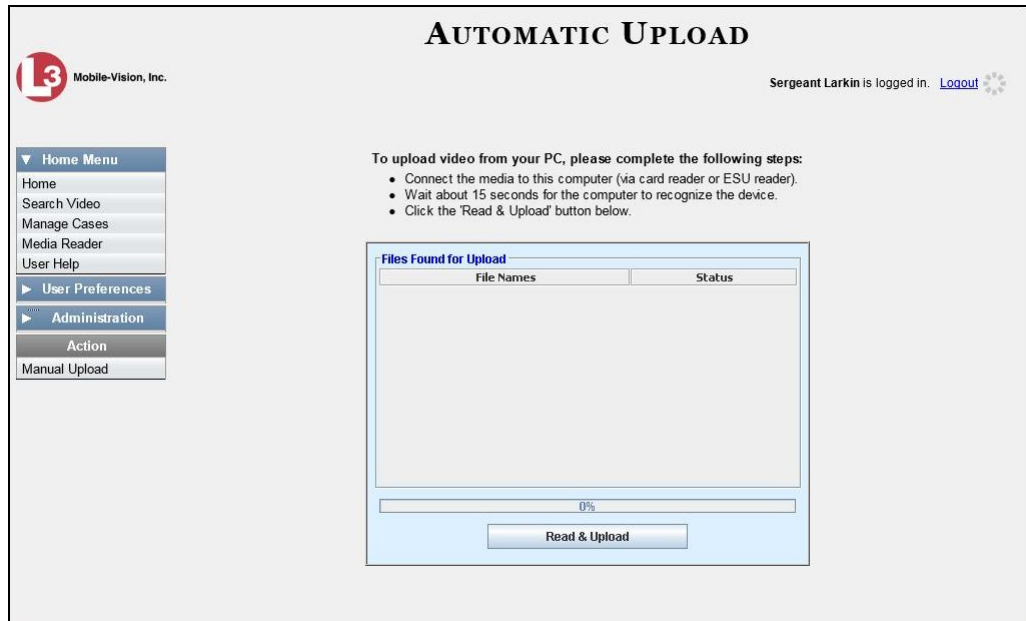 AUTOMATIC UPLOAD
L3 Mobile-Vision, Inc.
Sergeant Larkin is logged in. Logout
▼ Home Menu
Home
Search Video
Manage Cases
Media Reader
User Help
► User Preferences
► Administration
Action
Manual Upload
To upload video from your PC, please complete the following steps:
• Connect the media to this computer (via card reader or ESU reader).
• Wait about 15 seconds for the computer to recognize the device.
• Click the 'Read & Upload' button below.
Files Found for Upload
File Names Status
0%
Read & Upload